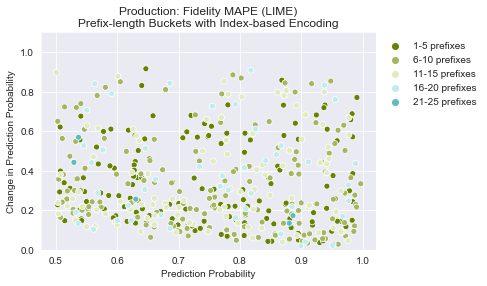 Production: Fidelity MAPE (LIME)
Prefix-length Buckets with Index-based Encoding
Change in Prediction Probability
1.0
0.8
0.6
0.4
0.2
0.0
0.5
0.6
0.7
0.8
0.9
1.0
Prediction Probability
1-5 prefixes
6-10 prefixes
11-15 prefixes
16-20 prefixes
21-25 prefixes